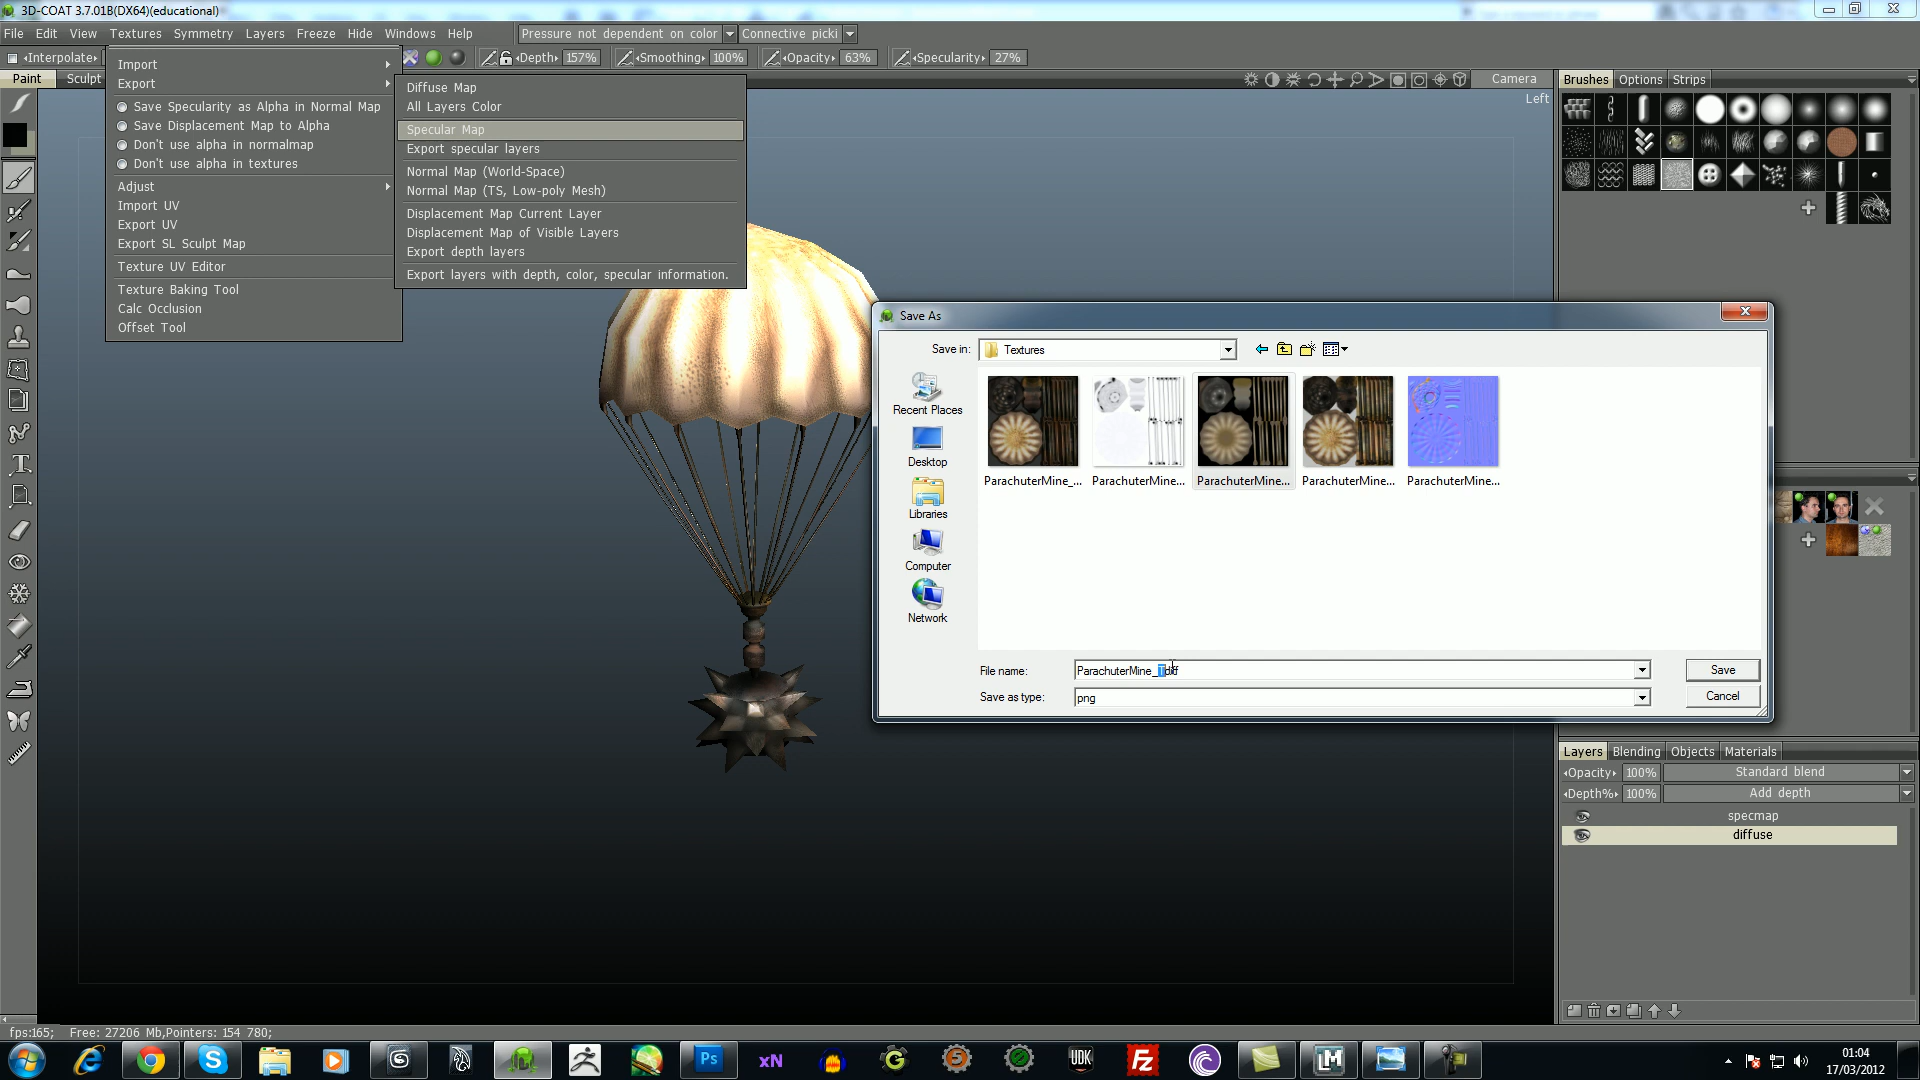 3D-COAT 3.7.01B(DX64)(educational)
File Edit View Textures Symmetry Layers Freeze Hide Windows Help Pressure not dependent on color Connective picki
Interpolate Depth 157% Smoothing 100% Opacity 63% Specularity 27%
Paint Sculpt Camera Brushes Options Strips
Left
Import
Export
Save Specularity as Alpha in Normal Map
Save Displacement Map to Alpha
Don't use alpha in normalmap
Don't use alpha in textures
Adjust
Import UV
Export UV
Export SL Sculpt Map
Texture UV Editor
Texture Baking Tool
Calc Occlusion
Offset Tool
Diffuse Map
All Layers Color
Specular Map
Export specular layers
Normal Map (World-Space)
Normal Map (TS, Low-poly Mesh)
Displacement Map Current Layer
Displacement Map of Visible Layers
Export depth layers
Export layers with depth, color, specular information.
Save As
Save in: Textures
Recent Places
Desktop
Libraries
Computer
Network
ParachuterMine_... ParachuterMine... ParachuterMine... ParachuterMine... ParachuterMine...
File name: ParachuterMine_Tdiff Save
Save as type: png Cancel
Layers Blending Objects Materials
Opacity 100% Standard blend
Depth% 100% Add depth
specmap
diffuse
fps:165; Free: 27206 Mb,Pointers: 154 780;
Ps xN G 5 UDK Fz LM
01:04
17/03/2012